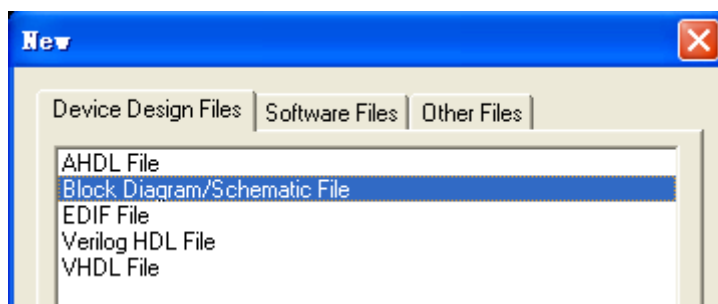 New
Device Design Files Software Files Other Files
AHDL File
Block Diagram/Schematic File
EDIF File
Verilog HDL File
VHDL File